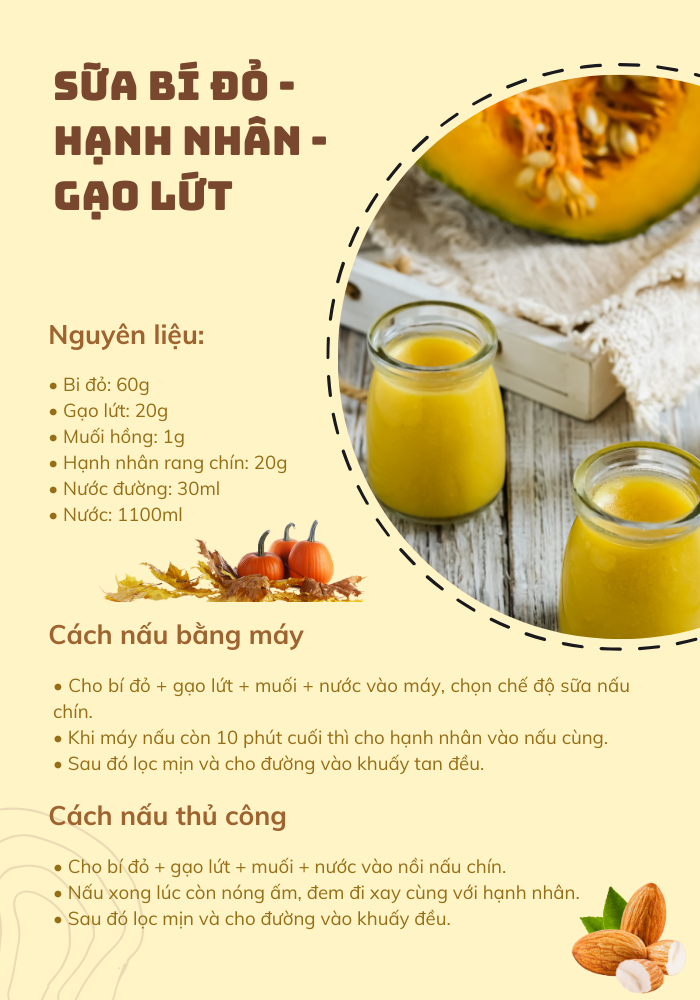 SỮA BÍ ĐỎ -
HẠNH NHÂN -
GẠO LỨT
Nguyên liệu:
• Bi đỏ: 60g
• Gạo lứt: 20g
• Muối hồng: 1g
• Hạnh nhân rang chín: 20g
• Nước đường: 30ml
• Nước: 1100ml
Cách nấu bằng máy
• Cho bí đỏ + gạo lứt + muối + nước vào máy, chọn chế độ sữa nấu
chín.
• Khi máy nấu còn 10 phút cuối thì cho hạnh nhân vào nấu cùng.
• Sau đó lọc mịn và cho đường vào khuấy tan đều.
Cách nấu thủ công
• Cho bí đỏ + gạo lứt + muối + nước vào nồi nấu chín.
• Nấu xong lúc còn nóng ấm, đem đi xay cùng với hạnh nhân.
• Sau đó lọc mịn và cho đường vào khuấy đều.